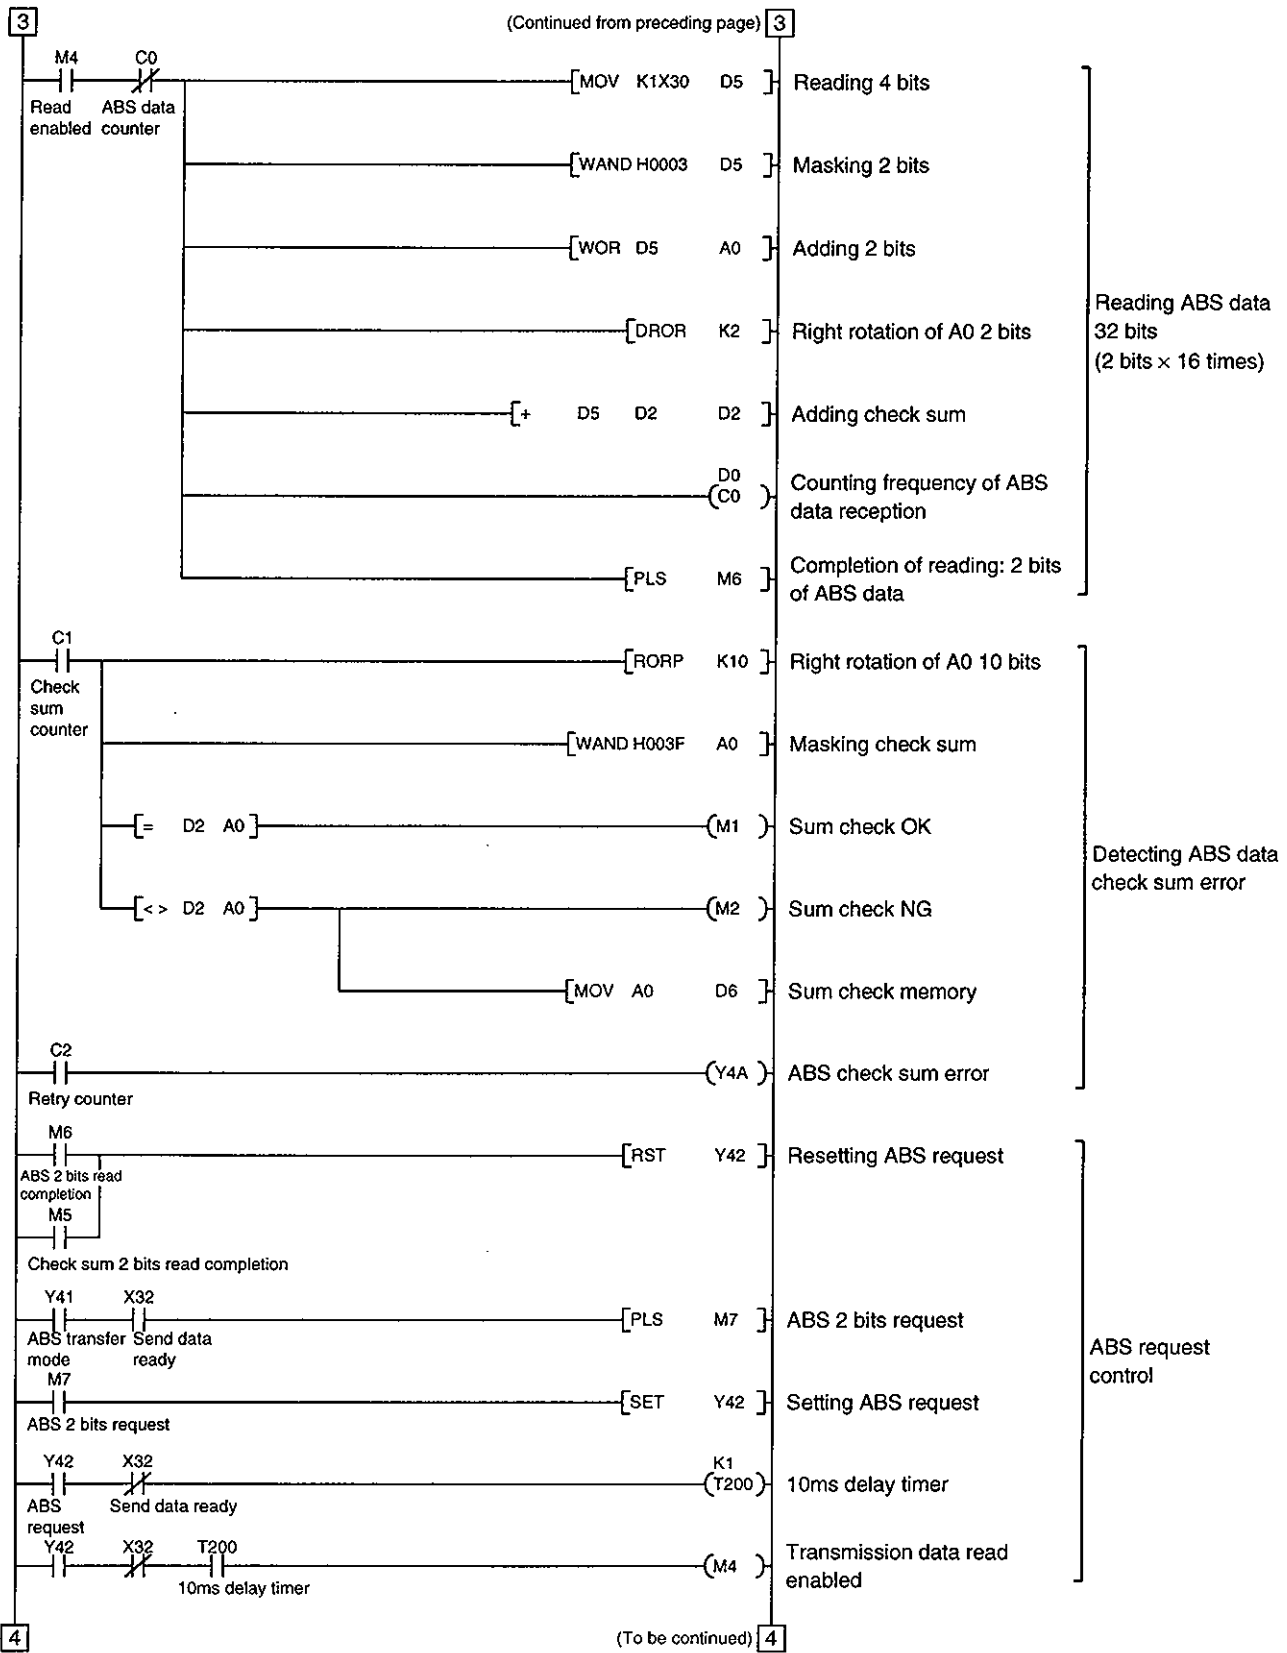 3 (Continued from preceding page) 3
M4 C0
[MOV K1X30 D5] Reading 4 bits
Read enabled
ABS data counter
[WAND H0003 D5] Masking 2 bits
[WOR D5 A0] Adding 2 bits
[DROR K2] Right rotation of A0 2 bits
[+ D5 D2 D2] Adding check sum
D0
(C0) Counting frequency of ABS
data reception
[PLS M6] Completion of reading: 2 bits
of ABS data
Reading ABS data
32 bits
(2 bits × 16 times)
C1
[RORP K10] Right rotation of A0 10 bits
Check
sum
counter
[WAND H003F A0] Masking check sum
[= D2 A0] (M1) Sum check OK
[< > D2 A0] (M2) Sum check NG
[MOV A0 D6] Sum check memory
C2
(Y4A) ABS check sum error
Retry counter
Detecting ABS data
check sum error
M6
[RST Y42] Resetting ABS request
ABS 2 bits read
completion
M5
Check sum 2 bits read completion
Y41 X32
[PLS M7] ABS 2 bits request
ABS transfer mode
Send data ready
M7
[SET Y42] Setting ABS request
ABS 2 bits request
Y42 X32
K1
(T200) 10ms delay timer
ABS request
Send data ready
Y42 X32 T200
(M4) Transmission data read
enabled
10ms delay timer
ABS request
control
4 (To be continued) 4